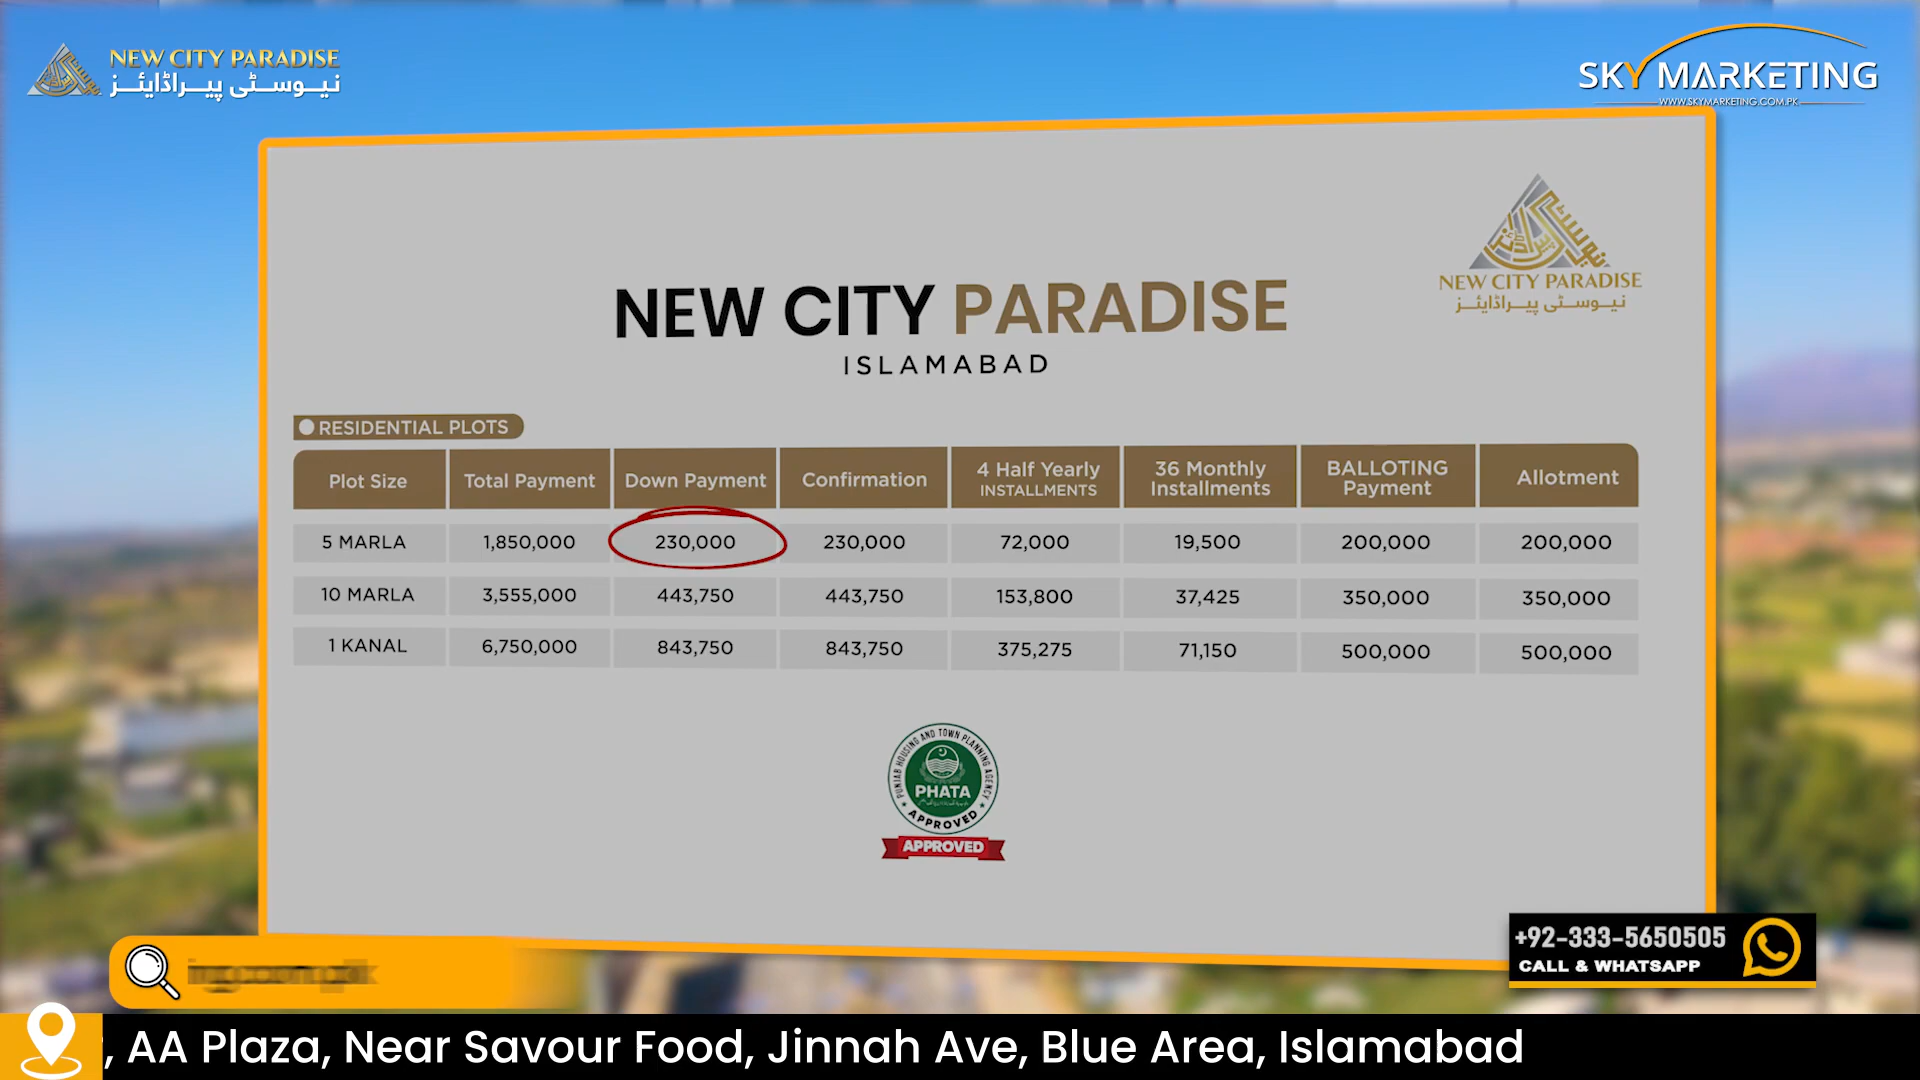 NEW CITY PARADISE
نیوسٹی پیراڈائیز
SKY MARKETING
WWW.SKYMARKETING.COM.PK
NEW CITY PARADISE
نیوسٹی پیراڈائیز
NEW CITY PARADISE
ISLAMABAD
RESIDENTIAL PLOTS
Plot Size Total Payment Down Payment Confirmation 4 Half Yearly INSTALLMENTS 36 Monthly Installments BALLOTING Payment Allotment
5 MARLA 1,850,000 230,000 230,000 72,000 19,500 200,000 200,000
10 MARLA 3,555,000 443,750 443,750 153,800 37,425 350,000 350,000
1 KANAL 6,750,000 843,750 843,750 375,275 71,150 500,000 500,000
PUNJAB HOUSING AND TOWN PLANNING AGENCY
PHATA
APPROVED
APPROVED
+92-333-5650505
CALL & WHATSAPP
, AA Plaza, Near Savour Food, Jinnah Ave, Blue Area, Islamabad